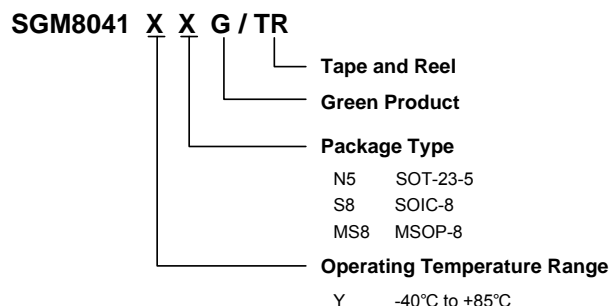 SGM8041 X X G / TR
Tape and Reel
Green Product
Package Type
N5 SOT-23-5
S8 SOIC-8
MS8 MSOP-8
Operating Temperature Range
Y -40℃ to +85℃